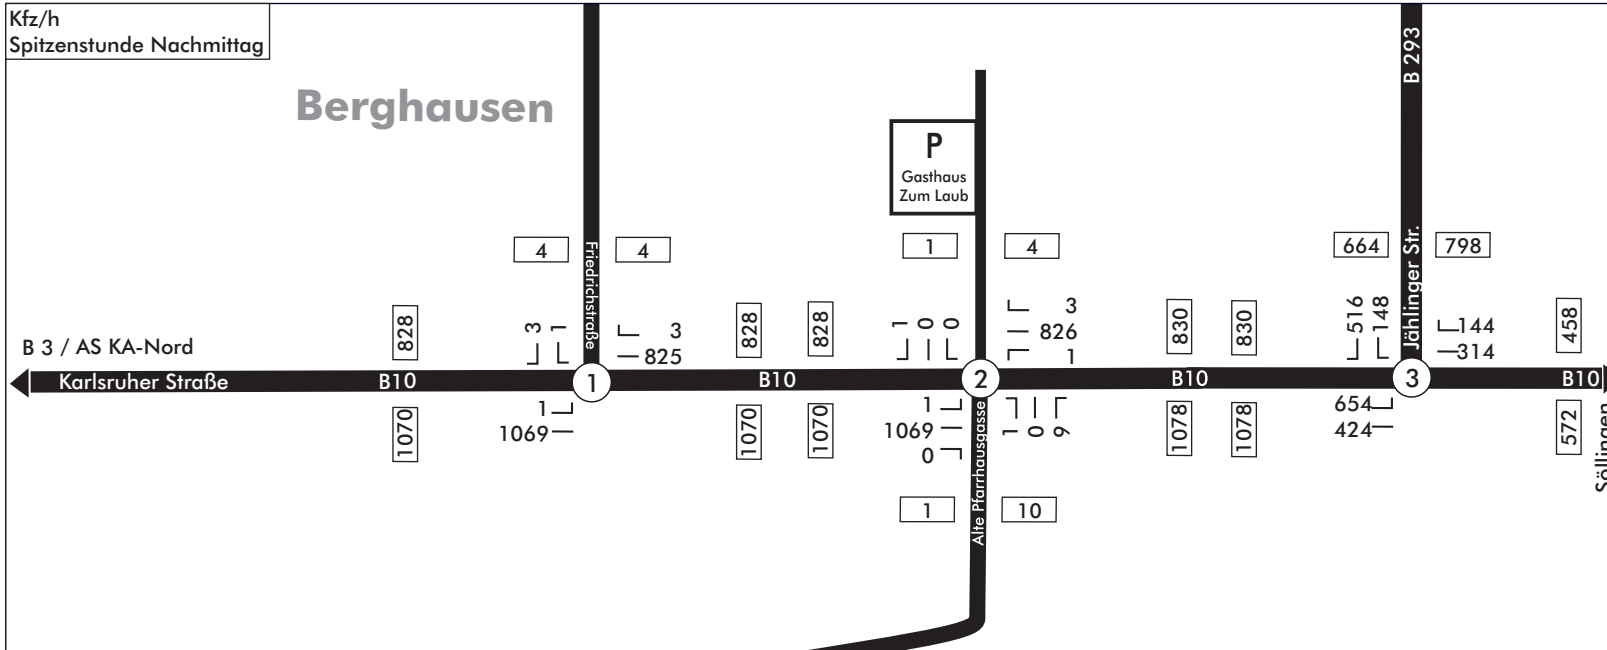 Kfz/h
Spitzenstunde Nachmittag
Berghausen
B 293
P
Gasthaus
Zum Laub
4
4
1
4
664
798
Friedrichstraße
Jählinger Str.
828
3
1
3
825
828
828
1
0
0
3
826
1
830
830
516
148
144
314
458
B 3 / AS KA-Nord
Karlsruher Straße
B10
1
B10
2
B10
3
B10
1070
1
1069
1070
1070
1
1069
0
Alte Pfarrhausgasse
1
0
9
1078
1078
654
424
572
Söllingen
1
10